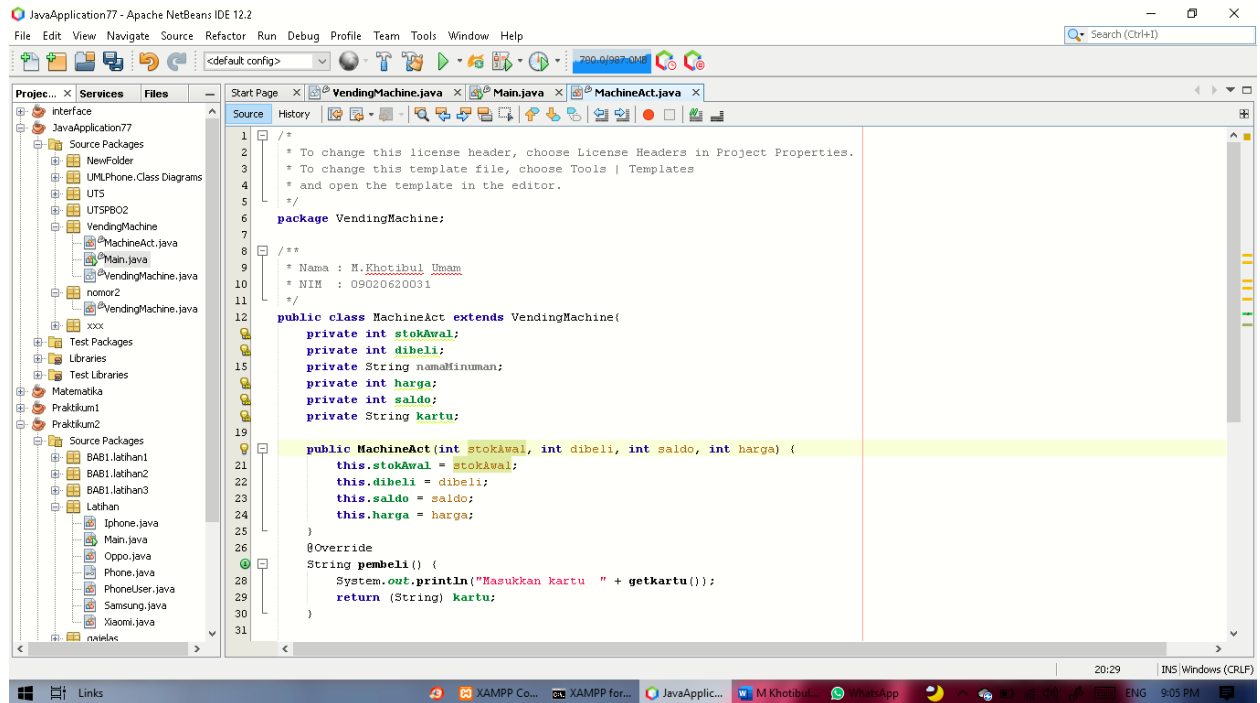 JavaApplication77 - Apache NetBeans IDE 12.2
File Edit View Navigate Source Refactor Run Debug Profile Team Tools Window Help
Search (Ctrl+I)
<default config>
790.0/987.0MB
Projec... Services Files
Start Page VendingMachine.java Main.java MachineAct.java
Source History
interface
JavaApplication77
Source Packages
NewFolder
UMLPhone.Class Diagrams
UTS
UTSPBO2
VendingMachine
MachineAct.java
Main.java
VendingMachine.java
nomor2
VendingMachine.java
xxx
Test Packages
Libraries
Test Libraries
Matematika
Praktikum1
Praktikum2
Source Packages
BAB1.latihan1
BAB1.latihan2
BAB1.latihan3
Latihan
Iphone.java
Main.java
Oppo.java
Phone.java
PhoneUser.java
Samsung.java
Xiaomi.java
gajelas
1 /*
2 * To change this license header, choose License Headers in Project Properties.
3 * To change this template file, choose Tools | Templates
4 * and open the template in the editor.
5 */
6 package VendingMachine;
7
8 /**
9 * Nama : M.Khotibul Umam
10 * NIM : 09020620031
11 */
12 public class MachineAct extends VendingMachine{
private int stokAwal;
private int dibeli;
15 private String namaMinuman;
private int harga;
private int saldo;
private String kartu;
19
public MachineAct(int stokAwal, int dibeli, int saldo, int harga) {
21 this.stokAwal = stokAwal;
22 this.dibeli = dibeli;
23 this.saldo = saldo;
24 this.harga = harga;
25 }
26 @Override
String pembeli() {
28 System.out.println("Masukkan kartu " + getkartu());
29 return (String) kartu;
30 }
31
20:29 INS Windows (CRLF)
Links XAMPP Co... XAMPP for... JavaApplic... M Khotibul... WhatsApp ENG 9:05 PM